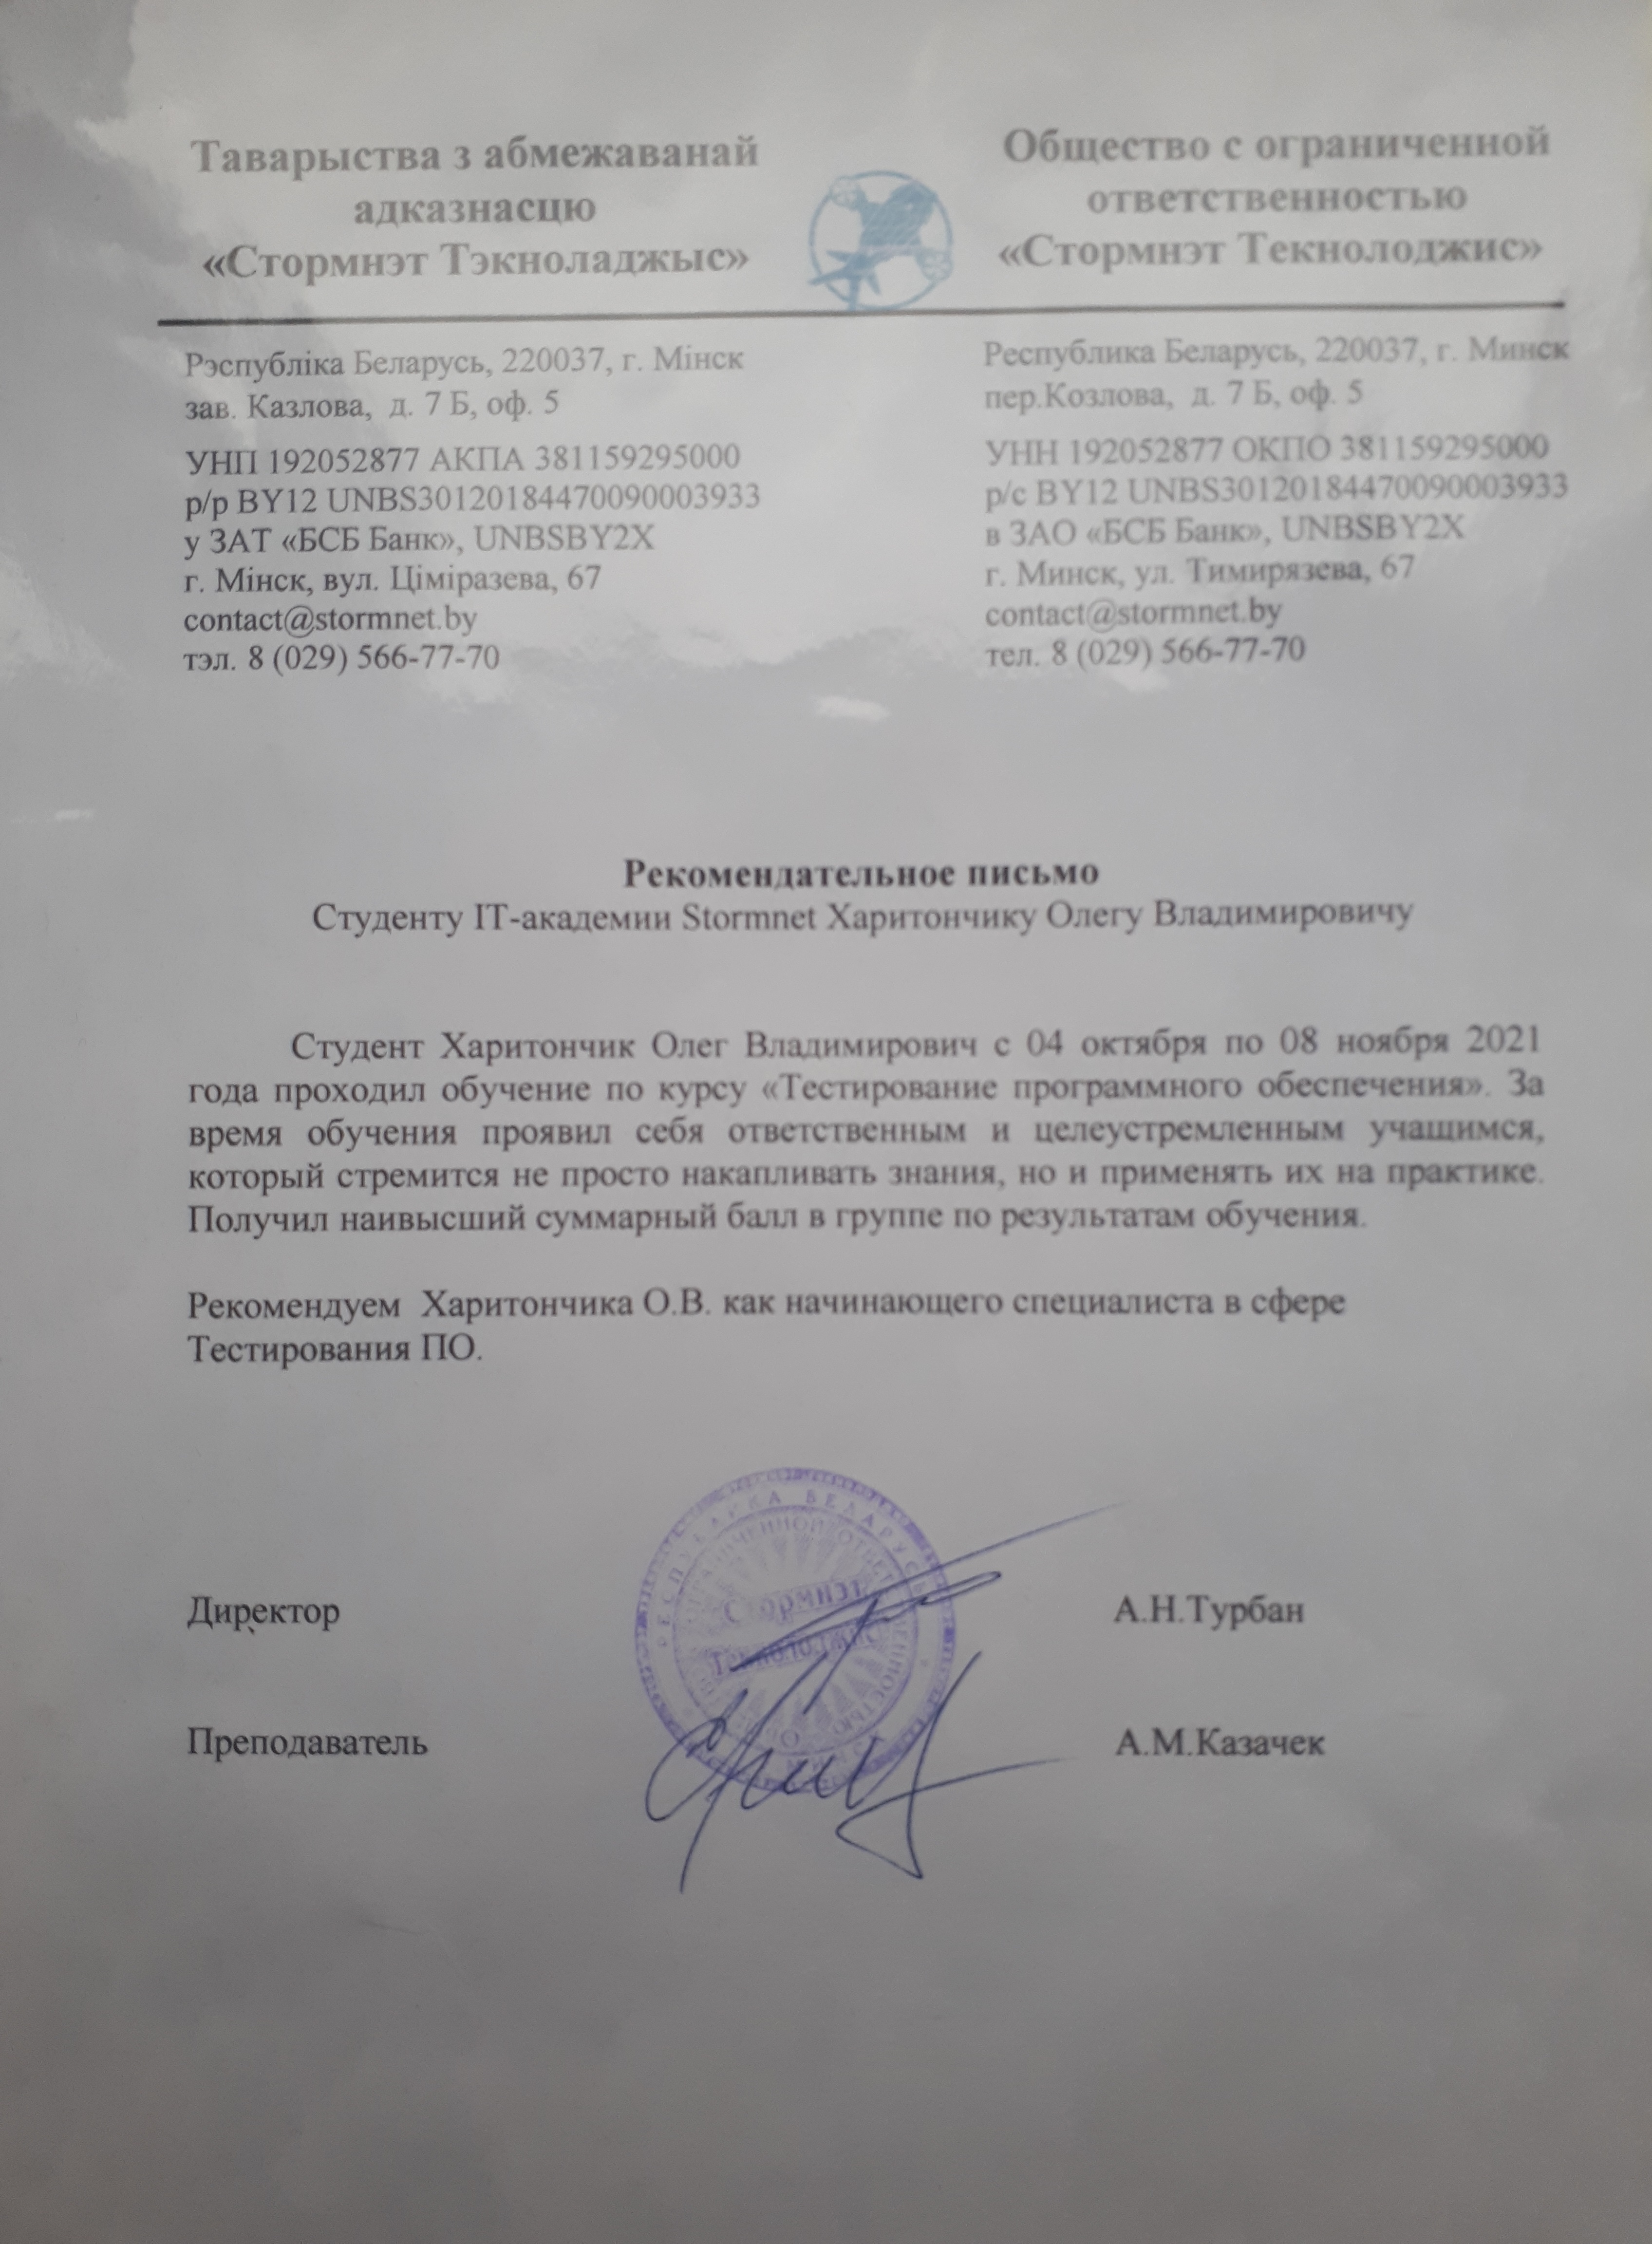 Таварыства з абмежаванай
адказнасцю
«Стормнэт Тэкноладжыс»
Общество с ограниченной
ответственностью
«Стормнэт Текнолоджис»
Рэспубліка Беларусь, 220037, г. Мінск
зав. Казлова, д. 7 Б, оф. 5
УНП 192052877 АКПА 381159295000
р/р BY12 UNBS30120184470090003933
у ЗАТ «БСБ Банк», UNBSBY2X
г. Мінск, вул. Ціміразева, 67
contact@stormnet.by
тэл. 8 (029) 566-77-70
Республика Беларусь, 220037, г. Минск
пер.Козлова, д. 7 Б, оф. 5
УНН 192052877 ОКПО 381159295000
р/с BY12 UNBS30120184470090003933
в ЗАО «БСБ Банк», UNBSBY2X
г. Минск, ул. Тимирязева, 67
contact@stormnet.by
тел. 8 (029) 566-77-70
Рекомендательное письмо
Студенту IT-академии Stormnet Харитончику Олегу Владимировичу
Студент Харитончик Олег Владимирович с 04 октября по 08 ноября 2021
года проходил обучение по курсу «Тестирование программного обеспечения». За
время обучения проявил себя ответственным и целеустремленным учащимся,
который стремится не просто накапливать знания, но и применять их на практике.
Получил наивысший суммарный балл в группе по результатам обучения.
Рекомендуем Харитончика О.В. как начинающего специалиста в сфере
Тестирования ПО.
РЕСПУБЛИКА БЕЛАРУСЬ
Стормнэт
Текнолоджис
Директор
А.Н.Турбан
Преподаватель
А.М.Казачек